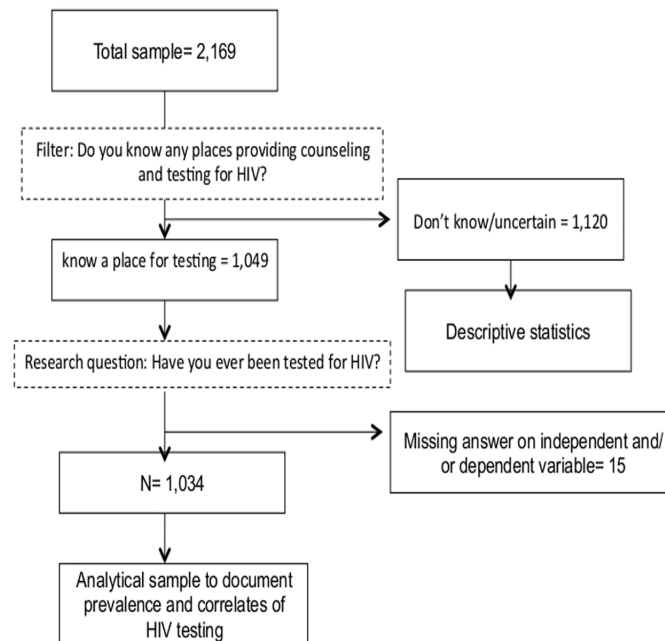 Total sample= 2,169
Filter: Do you know any places providing counseling
and testing for HIV?
Don't know/uncertain = 1,120
know a place for testing = 1,049
Descriptive statistics
Research question: Have you ever been tested for HIV?
Missing answer on independent and/
or dependent variable= 15
N= 1,034
Analytical sample to document
prevalence and correlates of
HIV testing